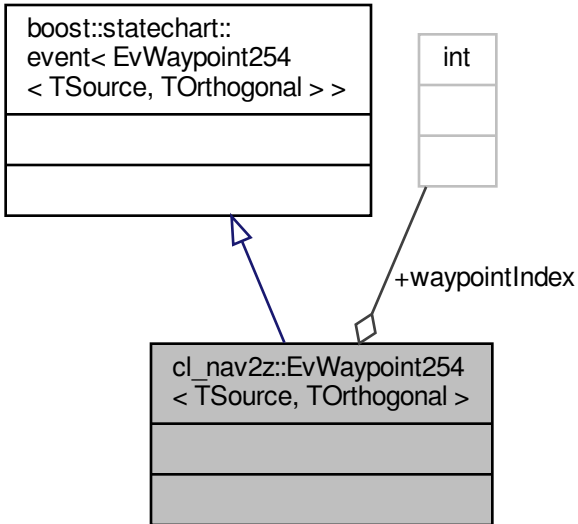 boost::statechart::
event< EvWaypoint254
< TSource, TOrthogonal > >
int
+waypointIndex
cl_nav2z::EvWaypoint254
< TSource, TOrthogonal >